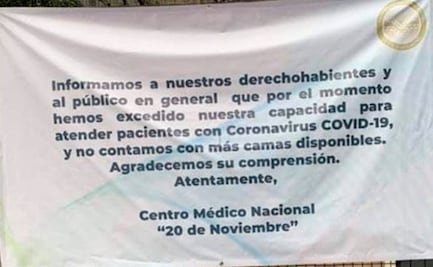 Informamos a nuestros derechohabientes y
al público en general que por el momento
hemos excedido nuestra capacidad para
atender pacientes con Coronavirus COVID-19,
y no contamos con más camas disponibles.
Agradecemos su comprensión.
Atentamente,
Centro Médico Nacional
“20 de Noviembre”